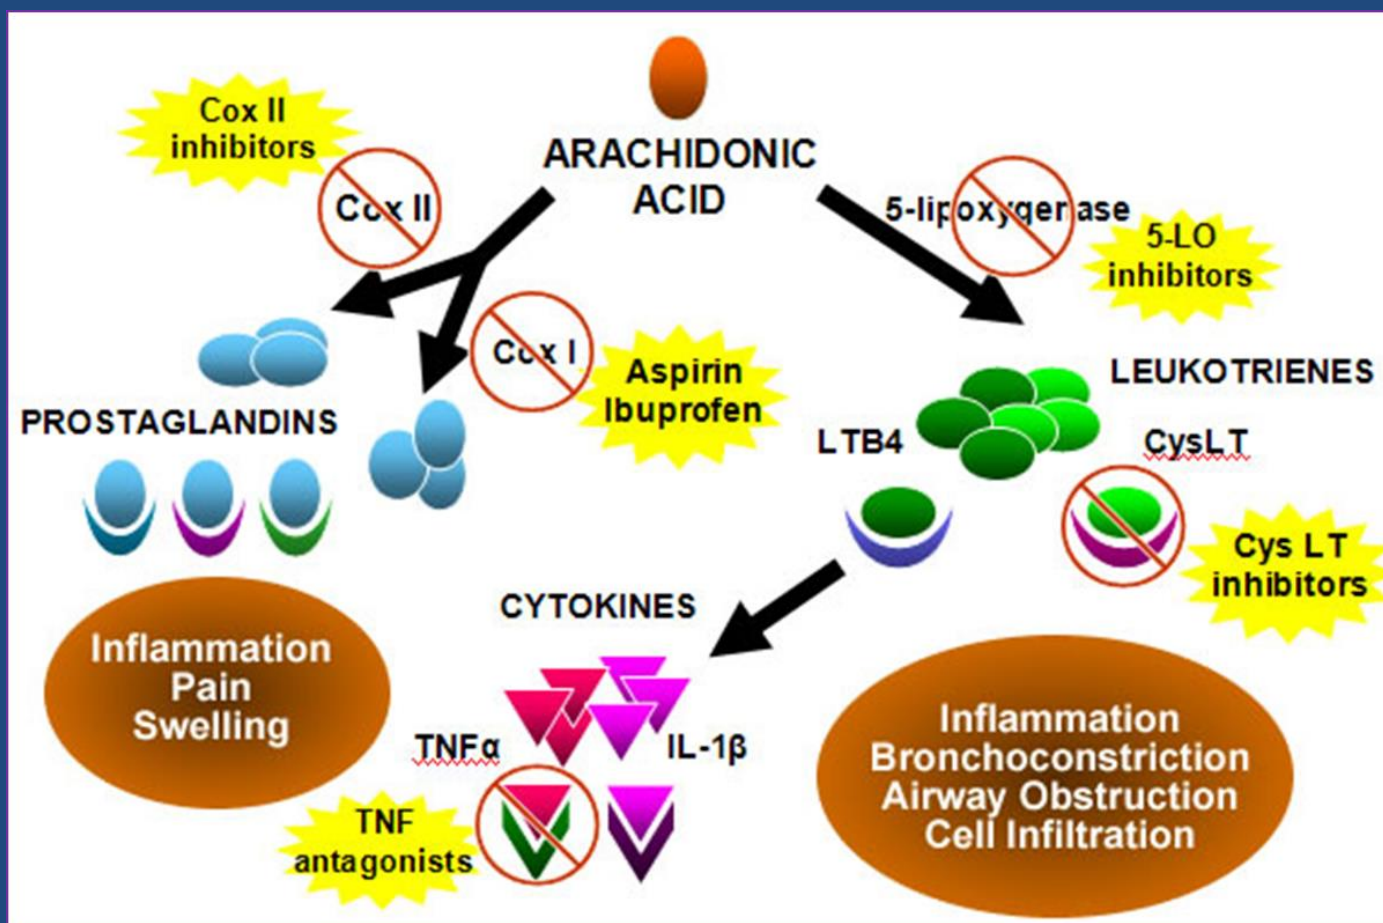 Cox II
inhibitors
Cox II
ARACHIDONIC
ACID
5-lipoxygenase
5-LO
inhibitors
Cox I
Aspirin
Ibuprofen
PROSTAGLANDINS
LEUKOTRIENES
LTB4
CysLT
Cys LT
inhibitors
Inflammation
Pain
Swelling
CYTOKINES
TNFα
IL-1β
TNF
antagonists
Inflammation
Bronchoconstriction
Airway Obstruction
Cell Infiltration